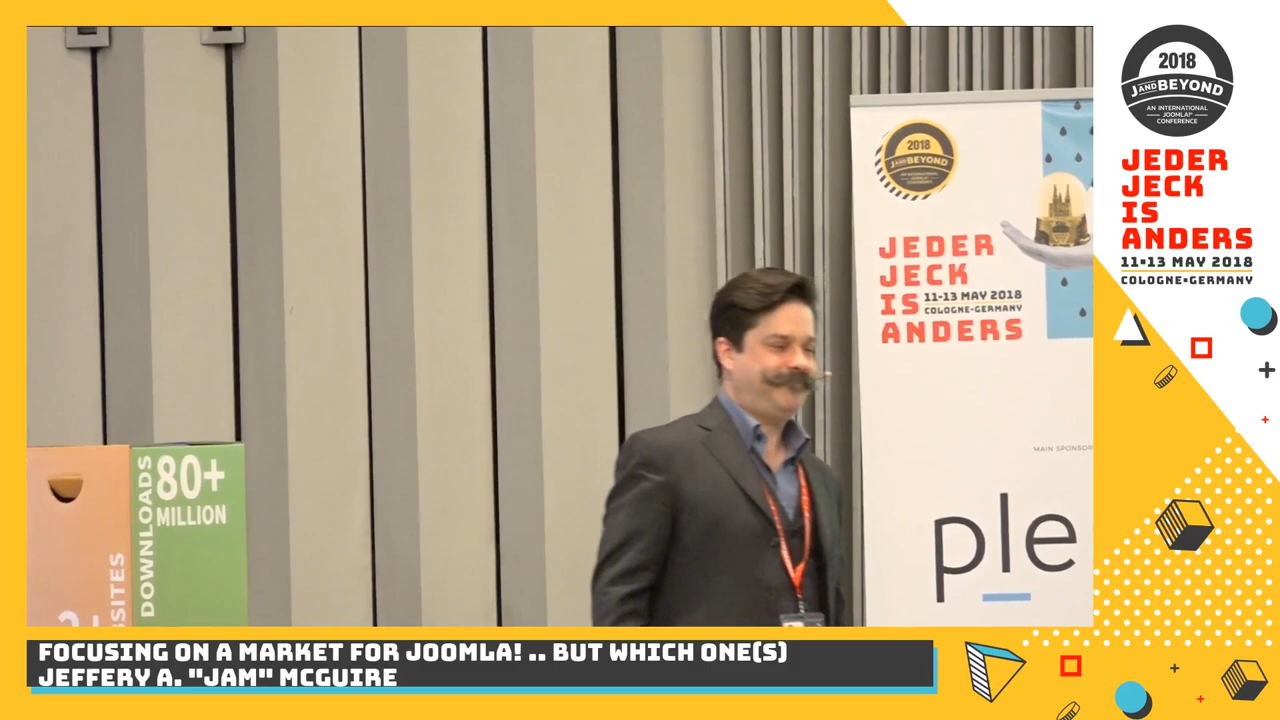 2018
J AND BEYOND
AN INTERNATIONAL
JOOMLA!
CONFERENCE
JEDER
JECK
IS
ANDERS
11-13 MAY 2018
COLOGNE-GERMANY
2018
J AND BEYOND
JEDER
JECK
IS
11-13 MAY 2018
COLOGNE-GERMANY
ANDERS
MAIN SPONSOR
ple
DOWNLOADS
80+
MILLION
FOCUSING ON A MARKET FOR JOOMLA! .. BUT WHICH ONE(S)
JEFFERY A. "JAM" MCGUIRE